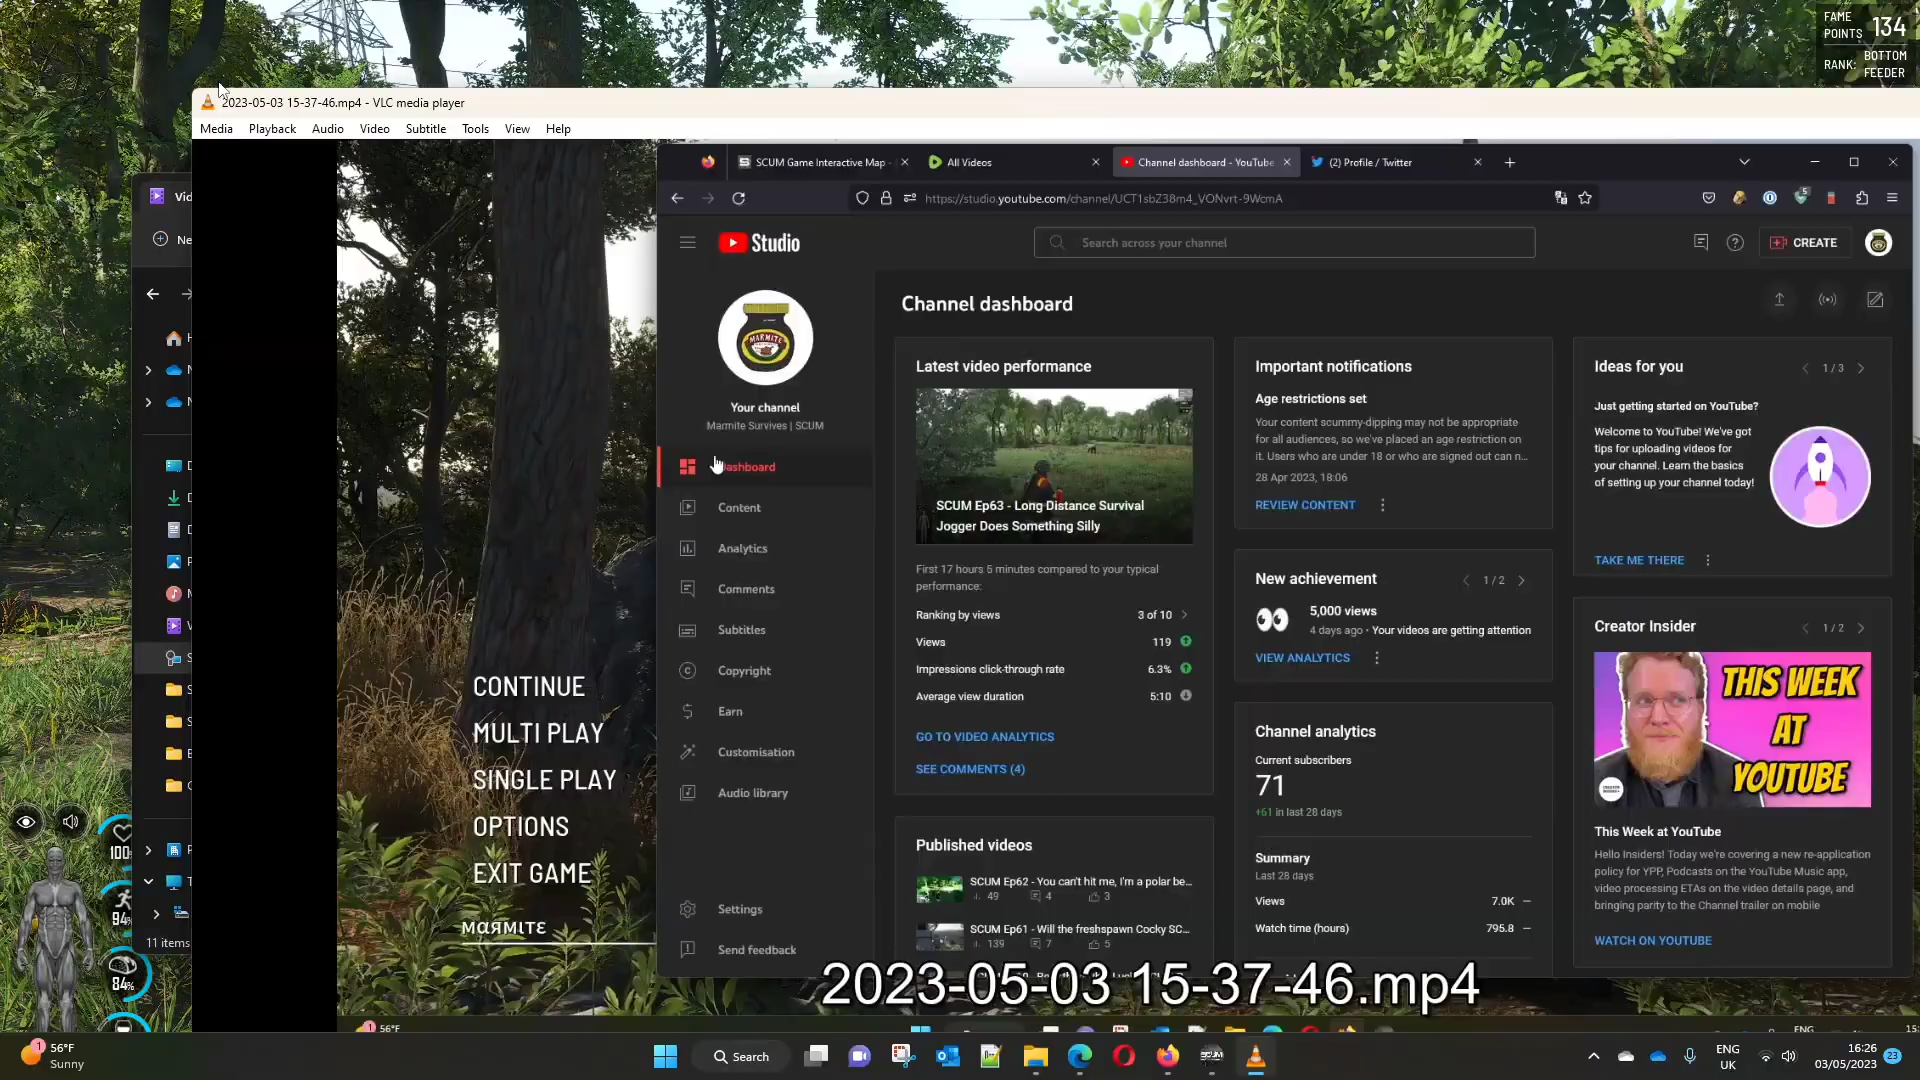 FAME POINTS 134
RANK: BOTTOM FEEDER
2023-05-03 15-37-46.mp4 - VLC media player
Media Playback Audio Video Subtitle Tools View Help
SCUM Game Interactive Map -
All Videos
Channel dashboard - YouTube
(2) Profile / Twitter
https://studio.youtube.com/channel/UCT1sbZ38m4_VONvrt-9WcmA
5
Studio
Search across your channel
CREATE
MARMITE
Your channel
Marmite Survives | SCUM
Dashboard
Content
Analytics
Comments
Subtitles
Copyright
Earn
Customisation
Audio library
Settings
Send feedback
Channel dashboard
Latest video performance
SCUM Ep63 - Long Distance Survival
Jogger Does Something Silly
First 17 hours 5 minutes compared to your typical
performance:
Ranking by views 3 of 10
Views 119
Impressions click-through rate 6.3%
Average view duration 5:10
GO TO VIDEO ANALYTICS
SEE COMMENTS (4)
Published videos
SCUM Ep62 - You can't hit me, I'm a polar be...
49 4 3
SCUM Ep61 - Will the freshspawn Cocky SC...
139 7 5
Important notifications
Age restrictions set
Your content scummy-dipping may not be appropriate
for all audiences, so we've placed an age restriction on
it. Users who are under 18 or who are signed out can n...
28 Apr 2023, 18:06
REVIEW CONTENT
New achievement 1 / 2
5,000 views
4 days ago • Your videos are getting attention
VIEW ANALYTICS
Channel analytics
Current subscribers
71
+61 in last 28 days
Summary
Last 28 days
Views 7.0K —
Watch time (hours) 795.8 —
Ideas for you 1 / 3
Just getting started on YouTube?
Welcome to YouTube! We've got
tips for uploading videos for
your channel. Learn the basics
of setting up your channel today!
TAKE ME THERE
Creator Insider 1 / 2
THIS WEEK
AT
YOUTUBE
This Week at YouTube
Hello Insiders! Today we're covering a new re-application
policy for YPP, Podcasts on the YouTube Music app,
video processing ETAs on the video details page, and
bringing parity to the Channel trailer on mobile
WATCH ON YOUTUBE
CONTINUE
MULTI PLAY
SINGLE PLAY
OPTIONS
EXIT GAME
мαямιтε
2023-05-03 15-37-46.mp4
Vid
Ne
11 items
100
94%
84%
1 56°F
ENG
1 56°F
Sunny
Search
ENG
UK
16:26
03/05/2023
23